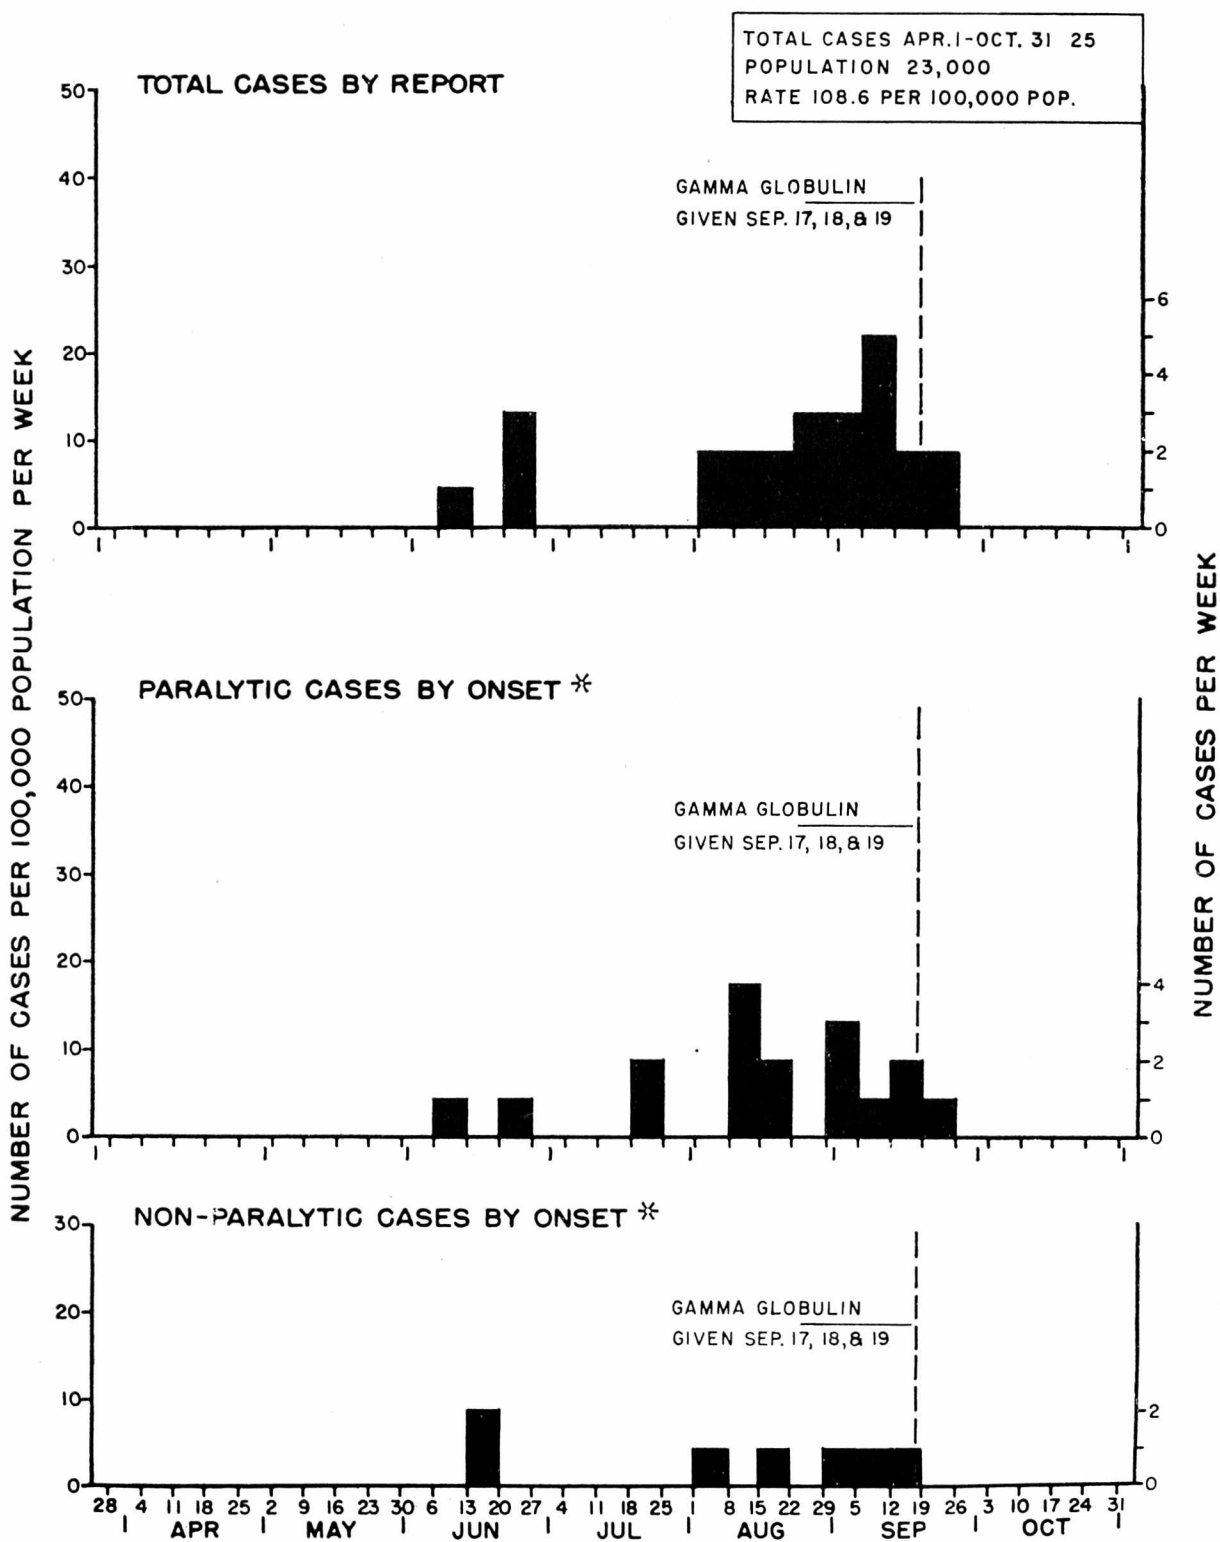 TOTAL CASES APR. 1-OCT. 31 25
POPULATION 23,000
RATE 108.6 PER 100,000 POP.
TOTAL CASES BY REPORT
GAMMA GLOBULIN
GIVEN SEP. 17, 18, & 19
50
40
30
20
10
0
6
4
2
0
NUMBER OF CASES PER 100,000 POPULATION PER WEEK
NUMBER OF CASES PER WEEK
PARALYTIC CASES BY ONSET *
GAMMA GLOBULIN
GIVEN SEP. 17, 18, & 19
50
40
30
20
10
0
4
2
0
NON-PARALYTIC CASES BY ONSET *
GAMMA GLOBULIN
GIVEN SEP. 17, 18, & 19
30
20
10
0
2
0
28 4 11 18 25 2 9 16 23 30 6 13 20 27 4 11 18 25 1 8 15 22 29 5 12 19 26 3 10 17 24 31
APR MAY JUN JUL AUG SEP OCT